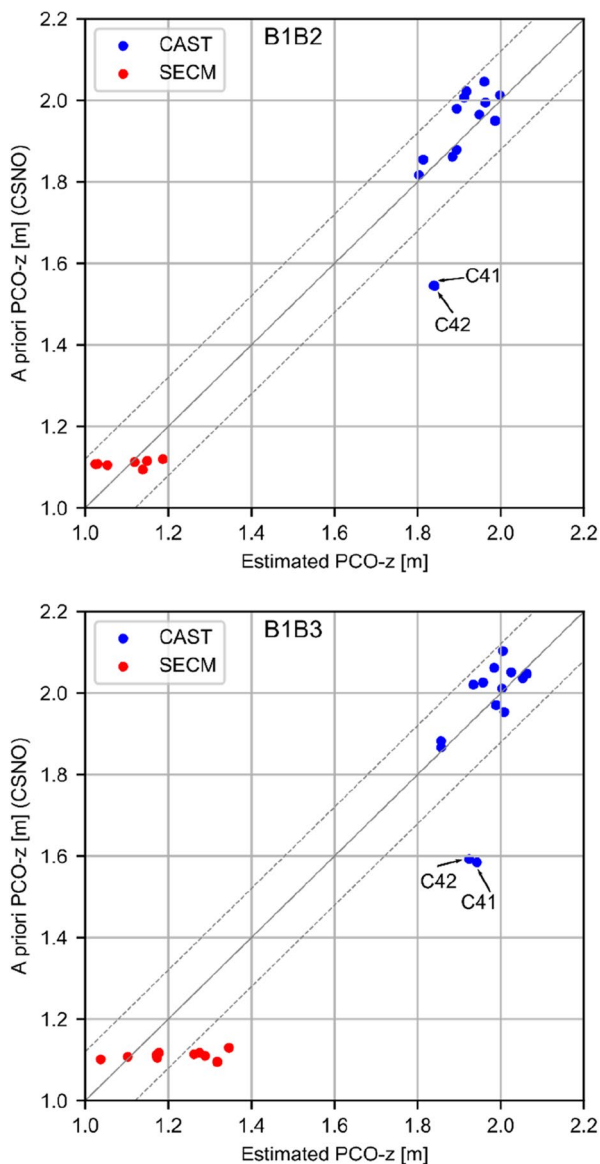 B1B2
CAST
SECM
2.2
2.0
1.8
1.6
1.4
1.2
1.0
A priori PCO-z [m] (CSNO)
C41
C42
1.0 1.2 1.4 1.6 1.8 2.0 2.2
Estimated PCO-z [m]
B1B3
CAST
SECM
2.2
2.0
1.8
1.6
1.4
1.2
1.0
A priori PCO-z [m] (CSNO)
C42
C41
1.0 1.2 1.4 1.6 1.8 2.0 2.2
Estimated PCO-z [m]